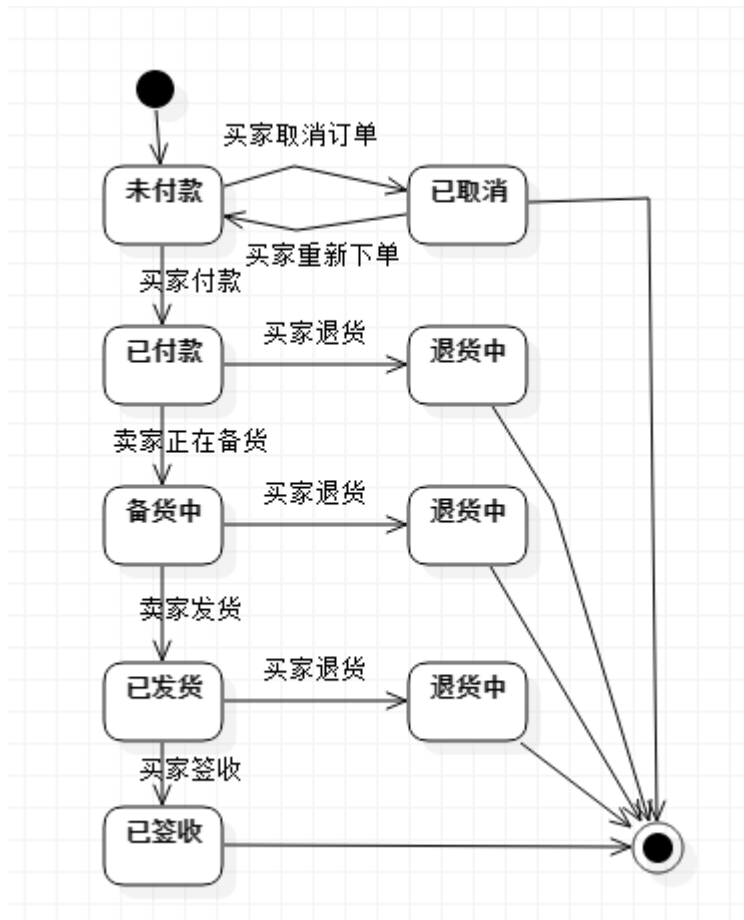 买家取消订单
未付款
已取消
买家重新下单
买家付款
买家退货
已付款
退货中
卖家正在备货
买家退货
备货中
退货中
卖家发货
买家退货
已发货
退货中
买家签收
已签收